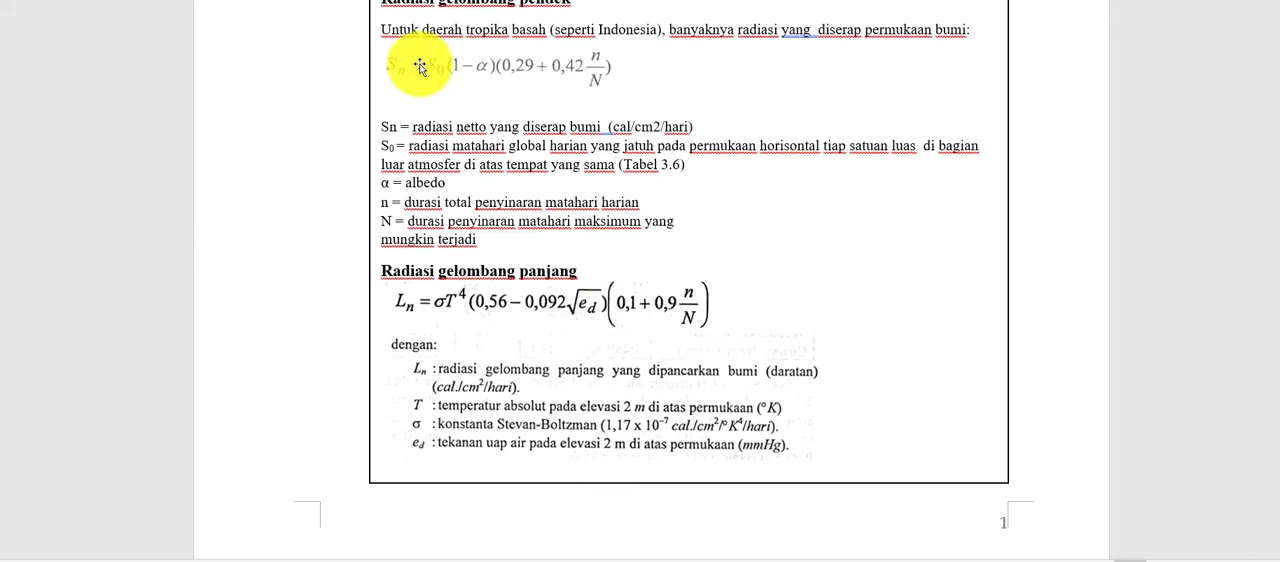 Radiasi gelombang pendek
Untuk daerah tropika basah (seperti Indonesia), banyaknya radiasi yang diserap permukaan bumi:
Sₙ S₀(1−α)(0,29 + 0,42 n/N)
Sn = radiasi netto yang diserap bumi (cal/cm2/hari)
S₀ = radiasi matahari global harian yang jatuh pada permukaan horisontal tiap satuan luas di bagian
luar atmosfer di atas tempat yang sama (Tabel 3.6)
α = albedo
n = durasi total penyinaran matahari harian
N = durasi penyinaran matahari maksimum yang
mungkin terjadi
Radiasi gelombang panjang
Lₙ = σT⁴(0,56 − 0,092√e_d)(0,1 + 0,9 n/N)
dengan:
Lₙ : radiasi gelombang panjang yang dipancarkan bumi (daratan)
(cal./cm²/hari).
T : temperatur absolut pada elevasi 2 m di atas permukaan (°K)
σ : konstanta Stevan-Boltzman (1,17 x 10⁻⁷ cal./cm²/°K⁴/hari).
e_d : tekanan uap air pada elevasi 2 m di atas permukaan (mmHg).
1